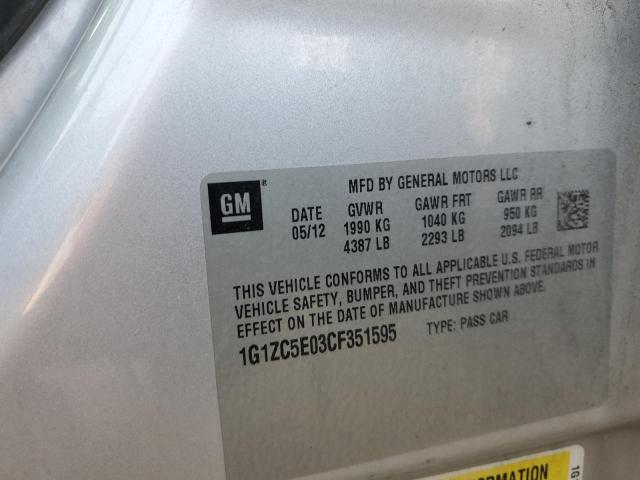 GM®
MFD BY GENERAL MOTORS LLC
DATE GVWR GAWR FRT GAWR RR
05/12 1990 KG 1040 KG 950 KG
4387 LB 2293 LB 2094 LB
THIS VEHICLE CONFORMS TO ALL APPLICABLE U.S. FEDERAL MOTOR
VEHICLE SAFETY, BUMPER, AND THEFT PREVENTION STANDARDS IN
EFFECT ON THE DATE OF MANUFACTURE SHOWN ABOVE.
1G1ZC5E03CF351595 TYPE: PASS CAR